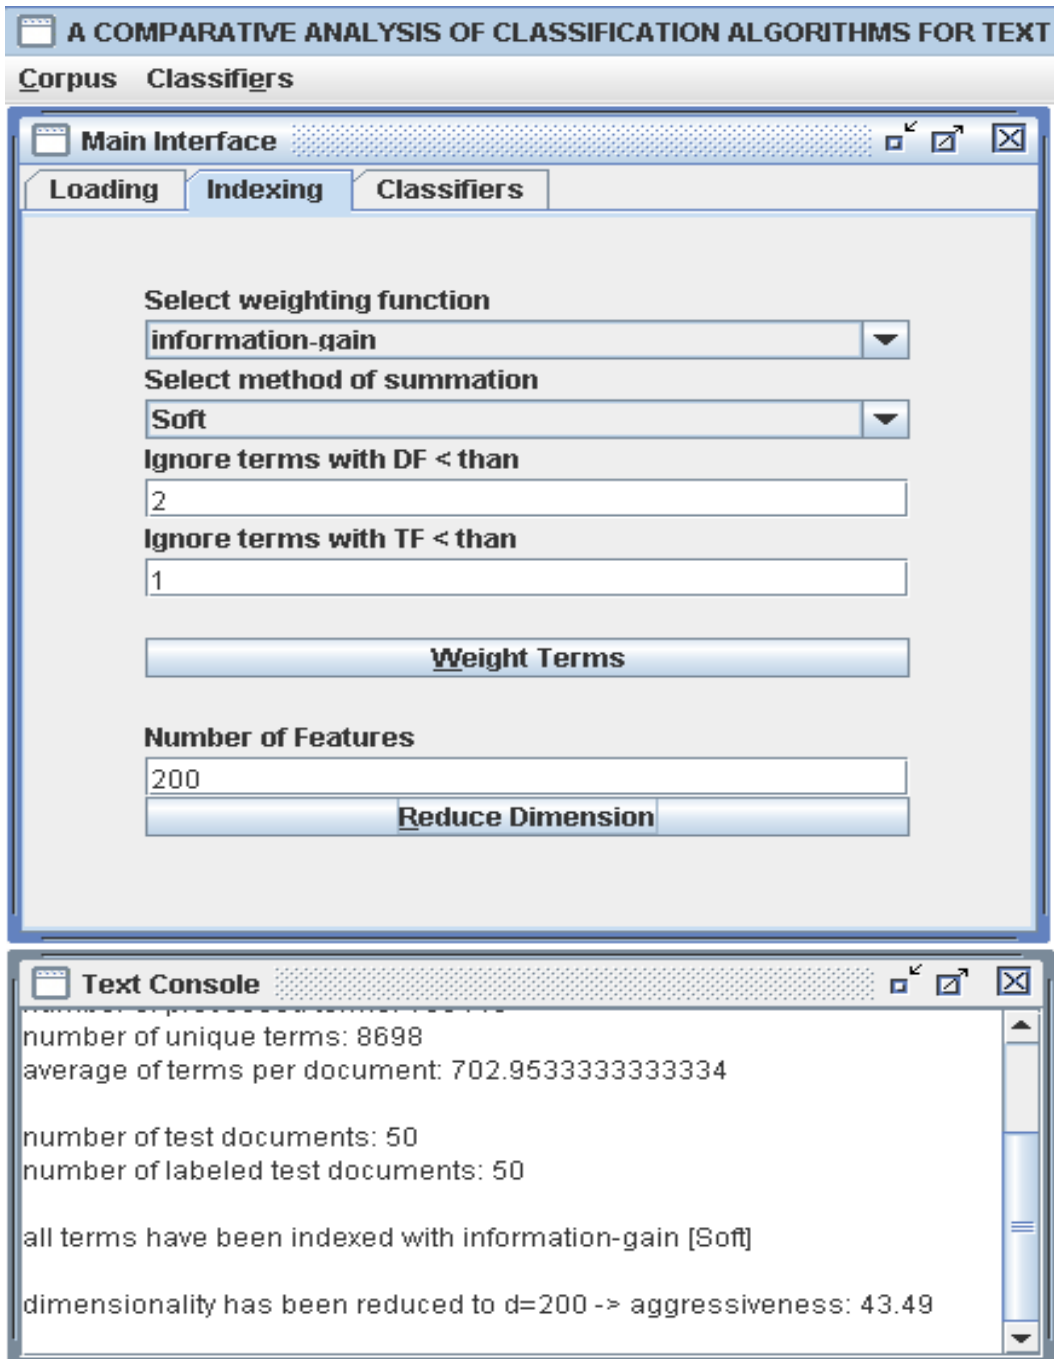 A COMPARATIVE ANALYSIS OF CLASSIFICATION ALGORITHMS FOR TEXT
Corpus Classifiers
Main Interface
Loading Indexing Classifiers
Select weighting function
information-gain
Select method of summation
Soft
Ignore terms with DF < than
2
Ignore terms with TF < than
1
Weight Terms
Number of Features
200
Reduce Dimension
Text Console
number of unique terms: 8698
average of terms per document: 702.9533333333334
number of test documents: 50
number of labeled test documents: 50
all terms have been indexed with information-gain [Soft]
dimensionality has been reduced to d=200 -> aggressiveness: 43.49